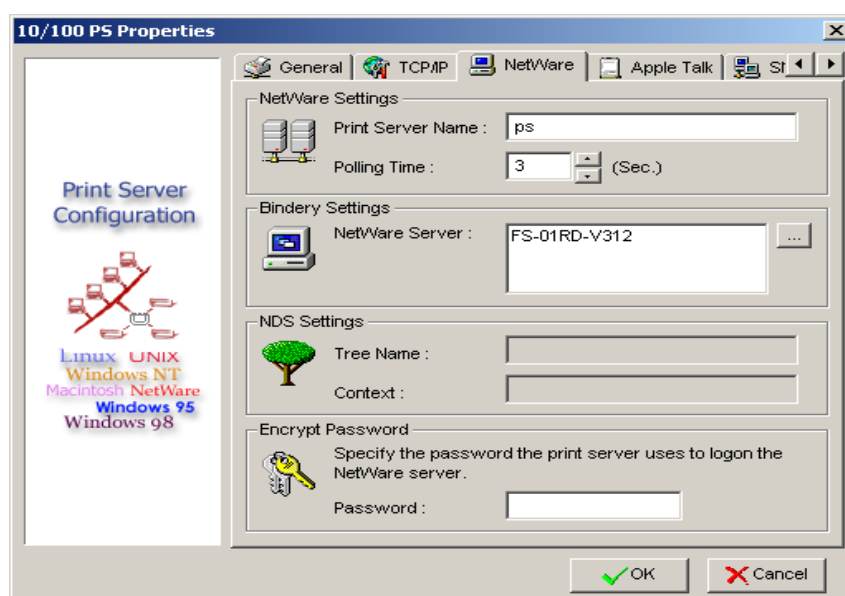 10/100 PS Properties
General TCP/IP NetWare Apple Talk
NetWare Settings
Print Server Name : ps
Polling Time : 3 (Sec.)
Print Server
Configuration
Bindery Settings
NetWare Server : FS-01RD-V312 ...
NDS Settings
Tree Name :
Context :
Linux UNIX
Windows NT
Macintosh NetWare
Windows 95
Windows 98
Encrypt Password
Specify the password the print server uses to logon the
NetWare server.
Password :
OK Cancel